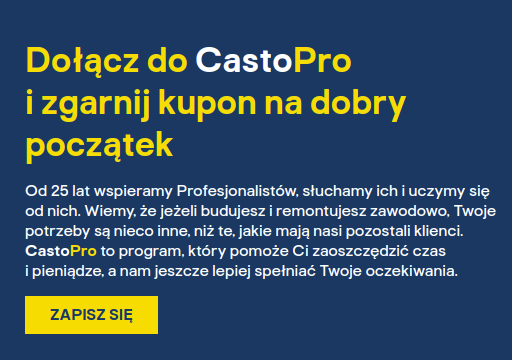 Dołącz do CastoPro
i zgarnij kupon na dobry
początek
Od 25 lat wspieramy Profesjonalistów, słuchamy ich i uczymy się
od nich. Wiemy, że jeżeli budujesz i remontujesz zawodowo, Twoje
potrzeby są nieco inne, niż te, jakie mają nasi pozostali klienci.
CastoPro to program, który pomoże Ci zaoszczędzić czas
i pieniądze, a nam jeszcze lepiej spełniać Twoje oczekiwania.
ZAPISZ SIĘ